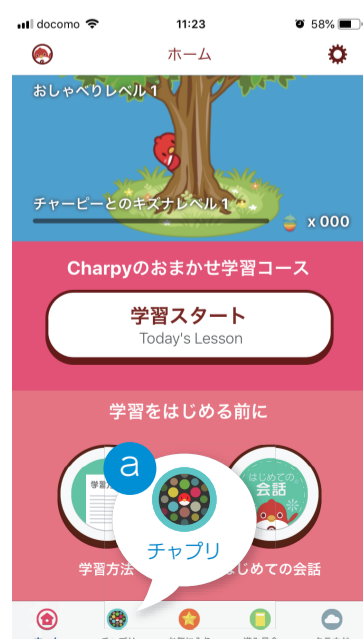 docomo 11:23 58%
ホーム
おしゃべりレベル 1
チャーピーとのキズナレベル 1
x 000
Charpyのおまかせ学習コース
学習スタート
Today's Lesson
学習をはじめる前に
a
はじめての
会話
チャプリ
学習方法
はじめての会話